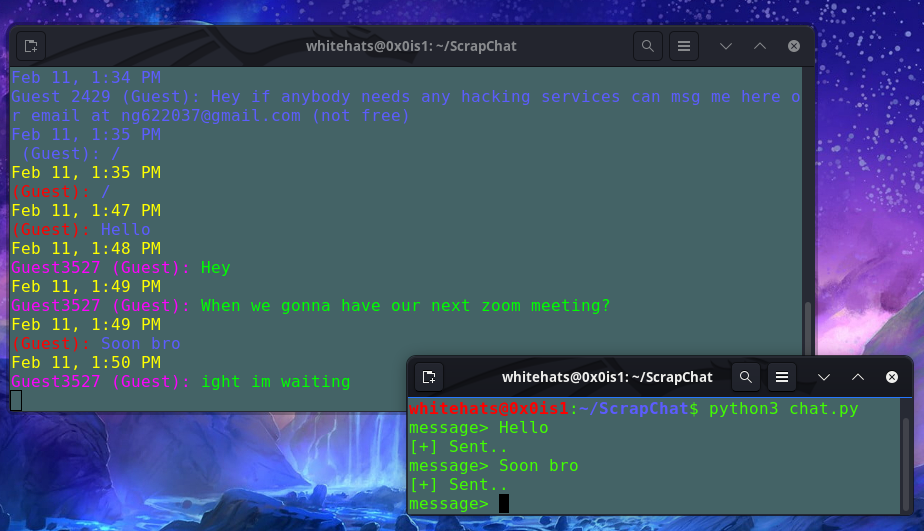 whitehats@0x0is1: ~/ScrapChat
Feb 11, 1:34 PM
Guest 2429 (Guest): Hey if anybody needs any hacking services can msg me here o
r email at ng622037@gmail.com (not free)
Feb 11, 1:35 PM
(Guest): /
Feb 11, 1:35 PM
(Guest): /
Feb 11, 1:47 PM
(Guest): Hello
Feb 11, 1:48 PM
Guest3527 (Guest): Hey
Feb 11, 1:49 PM
Guest3527 (Guest): When we gonna have our next zoom meeting?
Feb 11, 1:49 PM
(Guest): Soon bro
Feb 11, 1:50 PM
Guest3527 (Guest): ight im waiting
whitehats@0x0is1: ~/ScrapChat
whitehats@0x0is1:~/ScrapChat$ python3 chat.py
message> Hello
[+] Sent..
message> Soon bro
[+] Sent..
message>